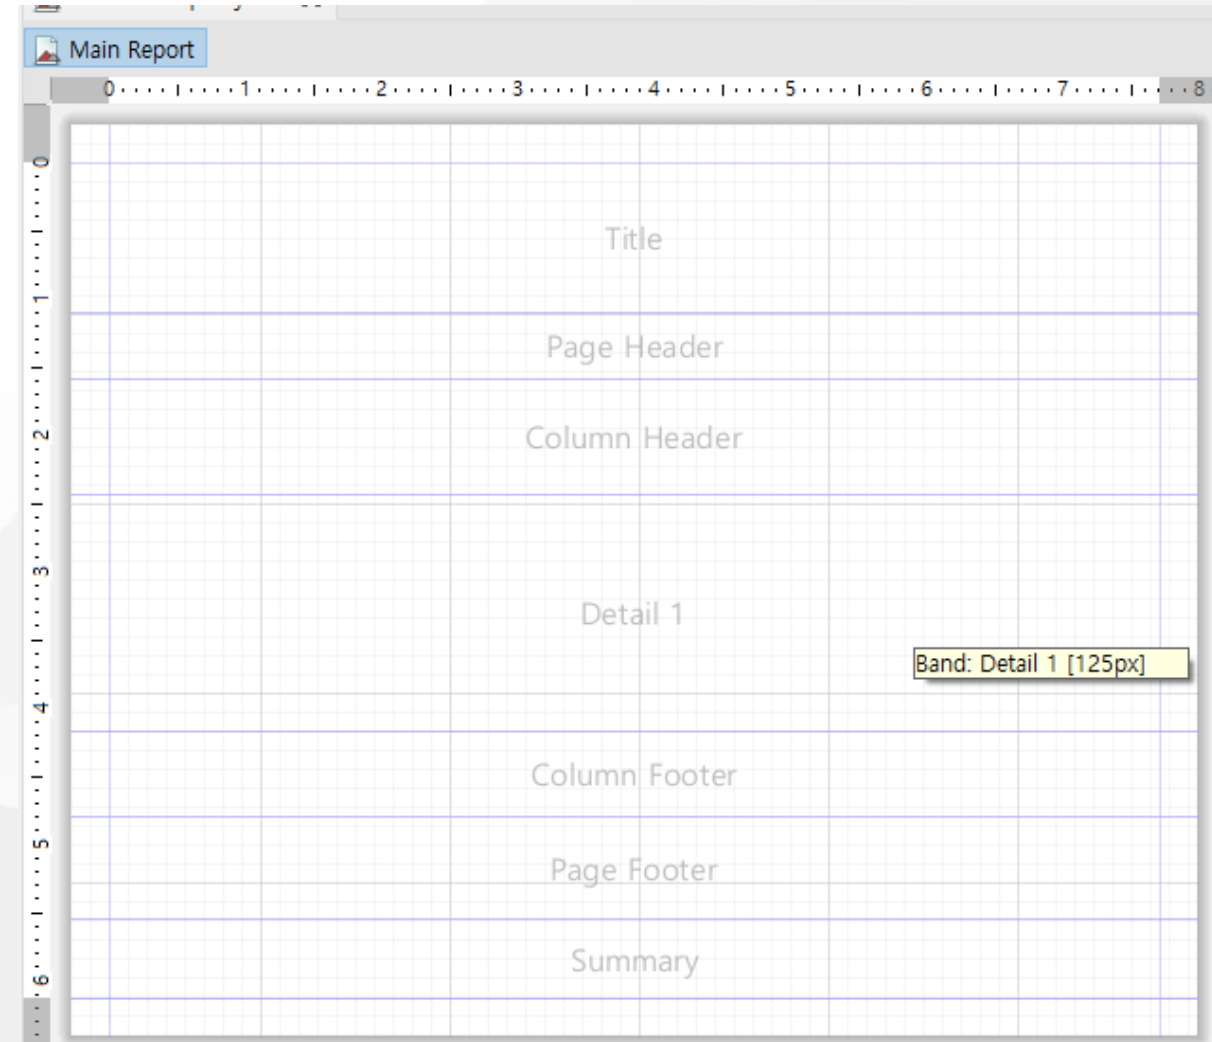 Main Report
0 1 2 3 4 5 6 7 8
0
Title
1
Page Header
2
Column Header
3
Detail 1
Band: Detail 1 [125px]
4
Column Footer
5
Page Footer
Summary
6